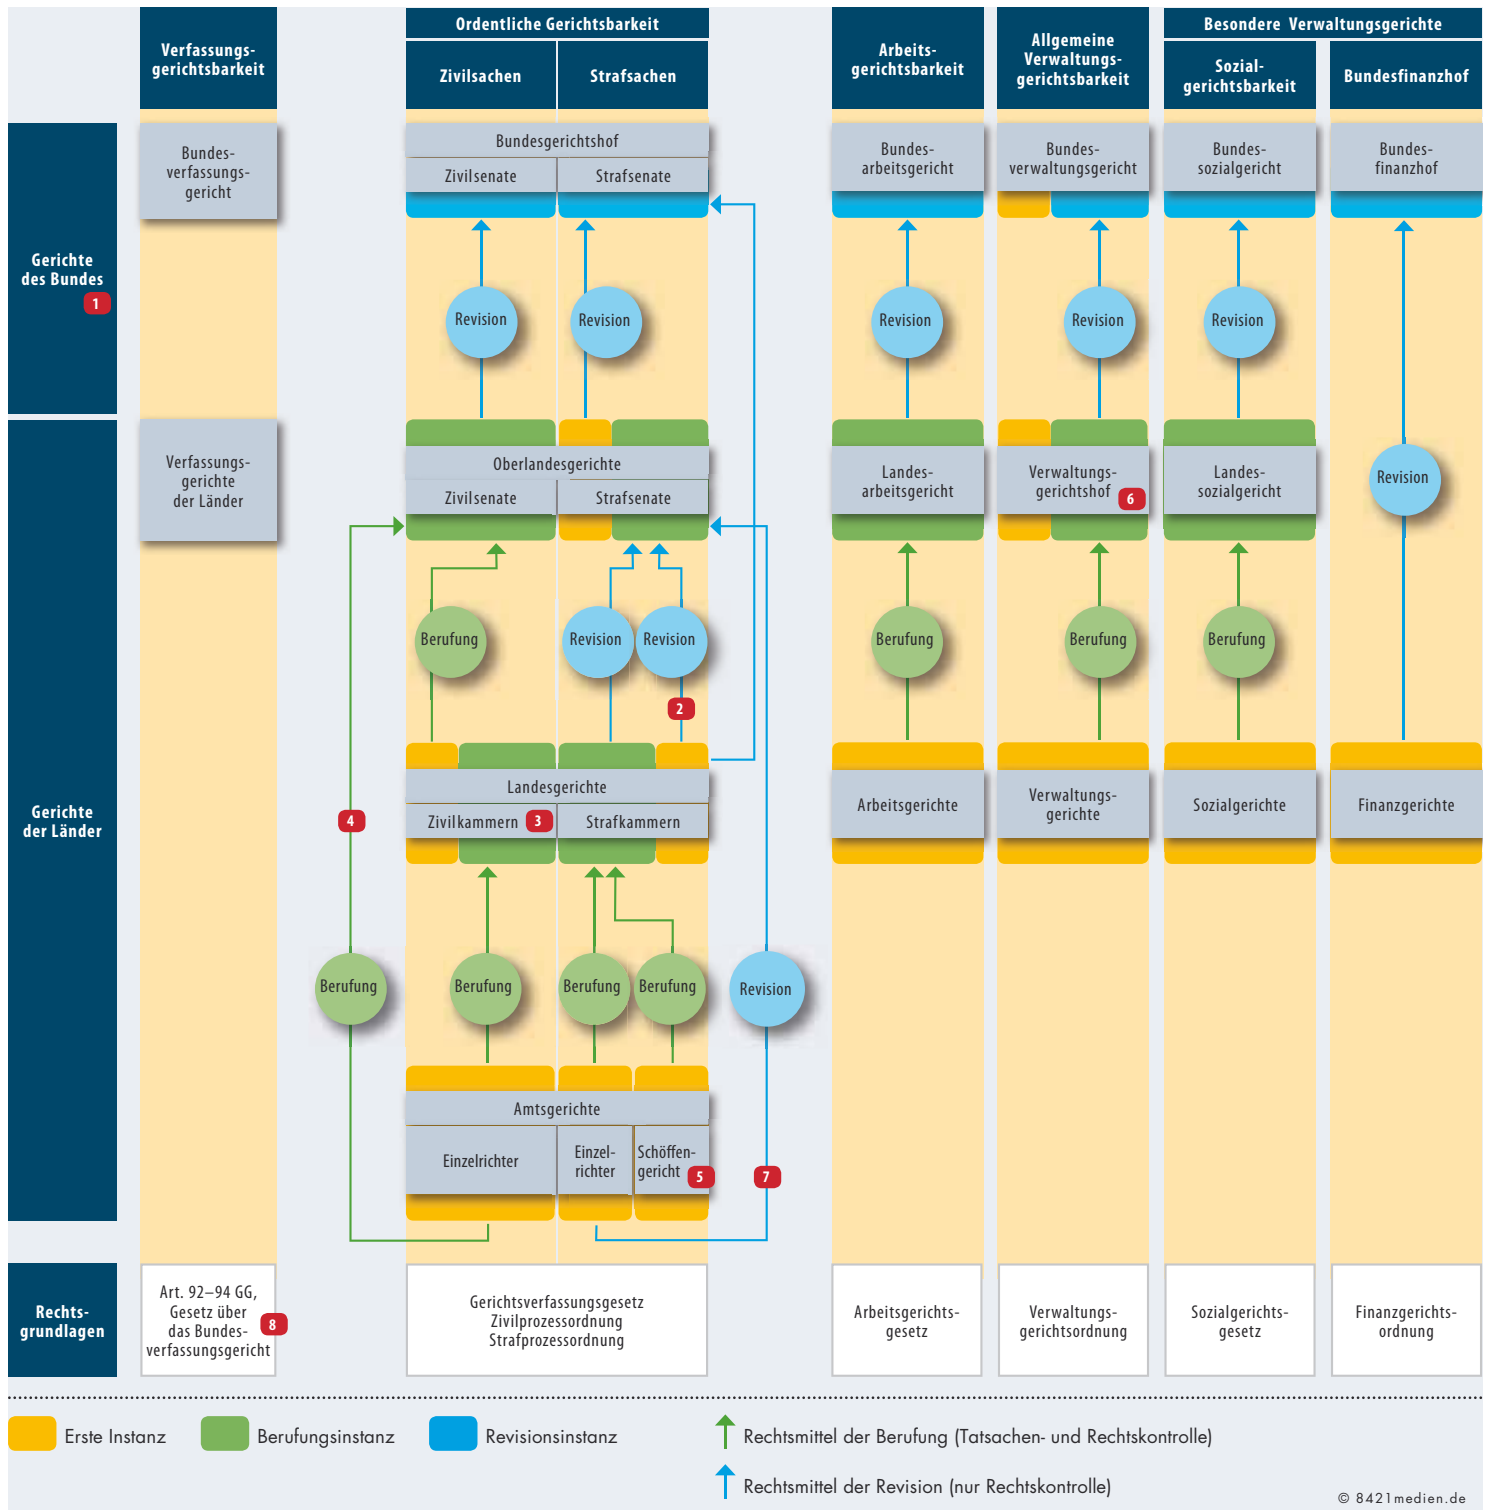 Verfassungs-
gerichtsbarkeit
Ordentliche Gerichtsbarkeit
Zivilsachen
Strafsachen
Arbeits-
gerichtsbarkeit
Allgemeine
Verwaltungs-
gerichtsbarkeit
Besondere Verwaltungsgerichte
Sozial-
gerichtsbarkeit
Bundesfinanzhof
Gerichte
des Bundes
1
Bundes-
verfassungs-
gericht
Bundesgerichtshof
Zivilsenate
Strafsenate
Bundes-
arbeitsgericht
Bundes-
verwaltungsgericht
Bundes-
sozialgericht
Bundes-
finanzhof
Revision
Revision
Revision
Revision
Revision
Gerichte
der Länder
Verfassungs-
gerichte
der Länder
Oberlandesgerichte
Zivilsenate
Strafsenate
Landes-
arbeitsgericht
Verwaltungs-
gerichtshof
6
Landes-
sozialgericht
Revision
Berufung
Revision
Revision
2
Berufung
Berufung
Berufung
Landesgerichte
Zivilkammern
3
Strafkammern
4
Arbeitsgerichte
Verwaltungs-
gerichte
Sozialgerichte
Finanzgerichte
Berufung
Berufung
Berufung
Berufung
Revision
Amtsgerichte
Einzelrichter
Einzel-
richter
Schöffen-
gericht
5
7
Rechts-
grundlagen
Art. 92–94 GG,
Gesetz über
das Bundes-
verfassungsgericht
8
Gerichtsverfassungsgesetz
Zivilprozessordnung
Strafprozessordnung
Arbeitsgerichts-
gesetz
Verwaltungs-
gerichtsordnung
Sozialgerichts-
gesetz
Finanzgerichts-
ordnung
Erste Instanz
Berufungsinstanz
Revisionsinstanz
Rechtsmittel der Berufung (Tatsachen- und Rechtskontrolle)
Rechtsmittel der Revision (nur Rechtskontrolle)
© 8421medien.de